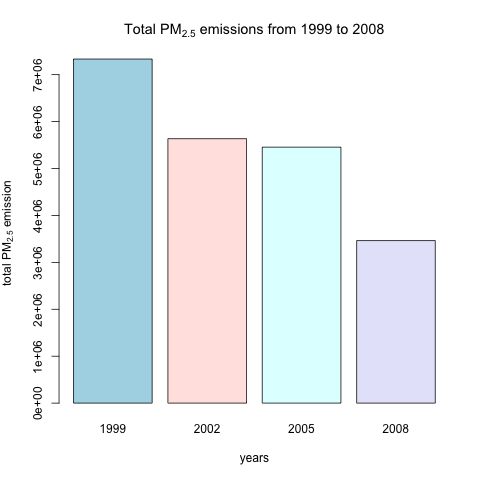 Total PM2.5 emissions from 1999 to 2008
total PM2.5 emission
7e+06
6e+06
5e+06
4e+06
3e+06
2e+06
1e+06
0e+00
1999 2002 2005 2008
years